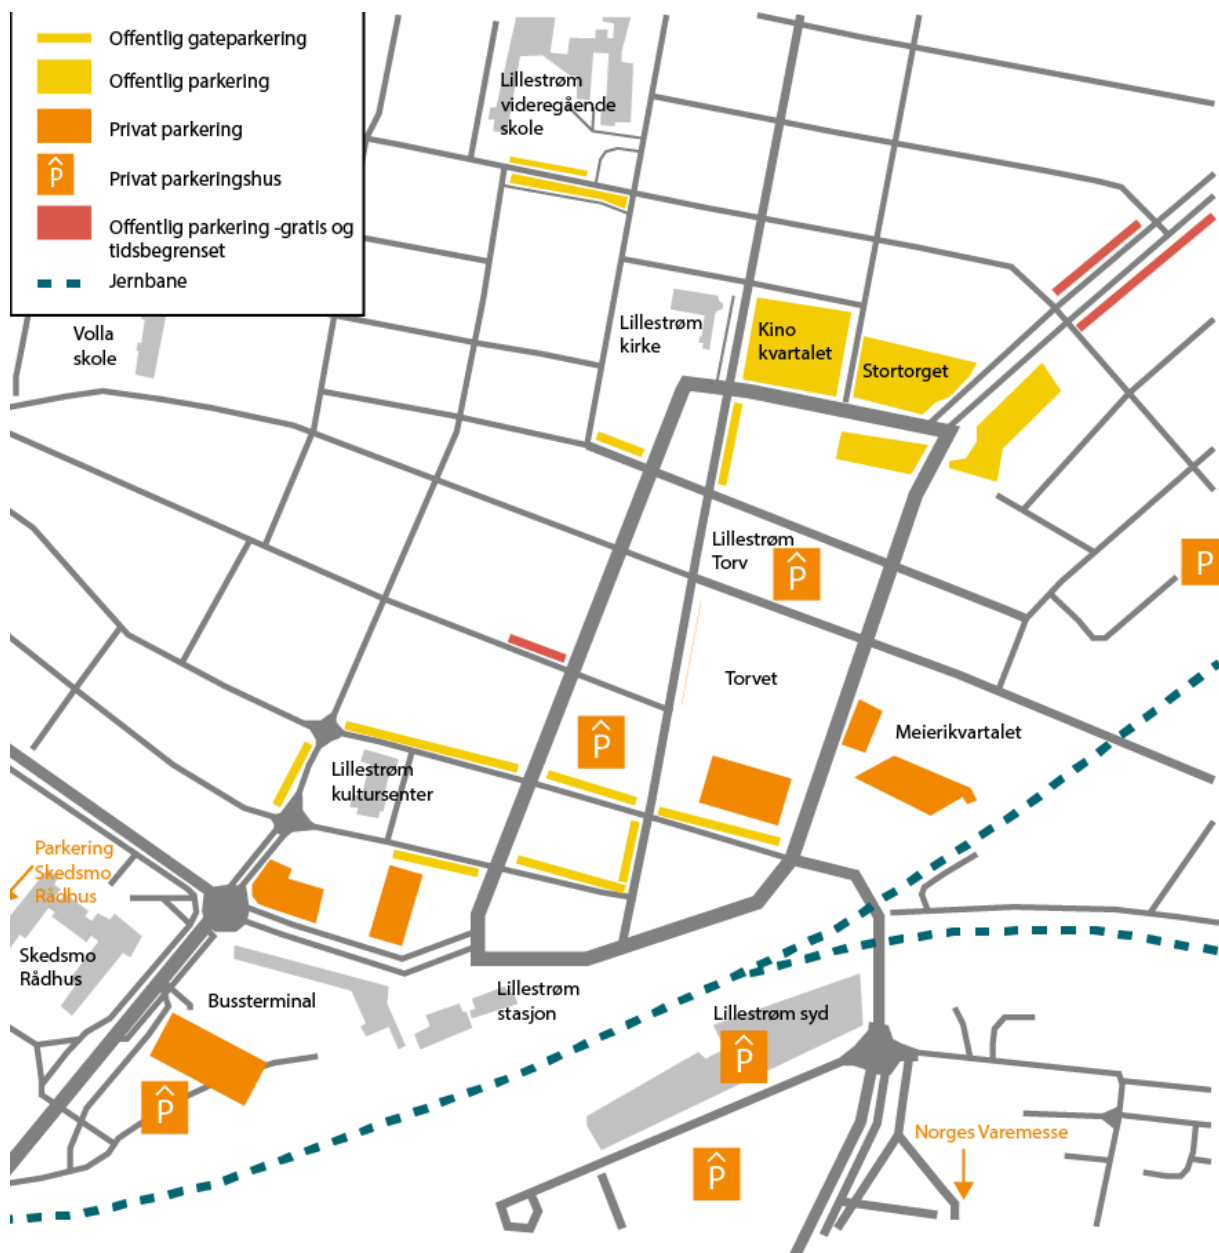 Offentlig gateparkering
Offentlig parkering
Privat parkering
P
Privat parkeringshus
Offentlig parkering -gratis og
tidsbegrenset
Jernbane
Lillestrøm
videregående
skole
Volla
skole
Lillestrøm
kirke
Kino
kvartalet
Stortorget
Lillestrøm
Torv
P
P
Torvet
P
Meierikvartalet
Lillestrøm
kultursenter
Parkering
Skedsmo
Rådhus
Skedsmo
Rådhus
Bussterminal
Lillestrøm
stasjon
Lillestrøm syd
P
P
P
Norges Varemesse